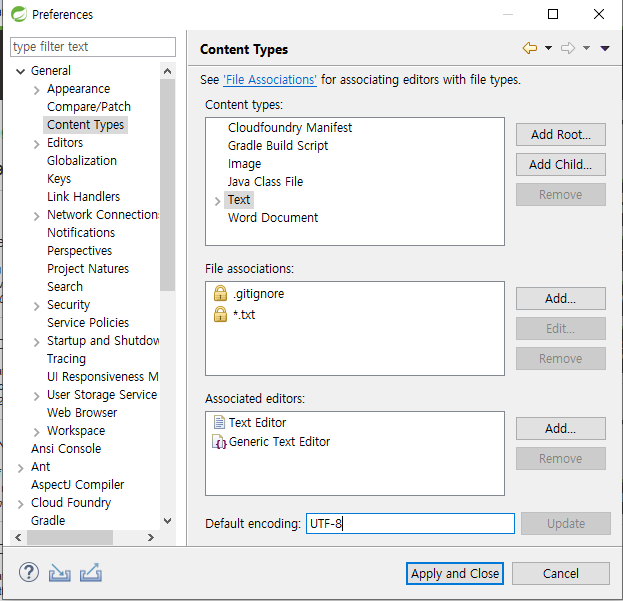 Preferences
type filter text
General
Appearance
Compare/Patch
Content Types
Editors
Globalization
Keys
Link Handlers
Network Connection
Notifications
Perspectives
Project Natures
Search
Security
Service Policies
Startup and Shutdow
Tracing
UI Responsiveness M
User Storage Service
Web Browser
Workspace
Ansi Console
Ant
AspectJ Compiler
Cloud Foundry
Gradle
Content Types
See 'File Associations' for associating editors with file types.
Content types:
Cloudfoundry Manifest
Gradle Build Script
Image
Java Class File
Text
Word Document
Add Root...
Add Child...
Remove
File associations:
.gitignore
*.txt
Add...
Edit...
Remove
Associated editors:
Text Editor
Generic Text Editor
Add...
Remove
Default encoding: UTF-8
Update
Apply and Close
Cancel